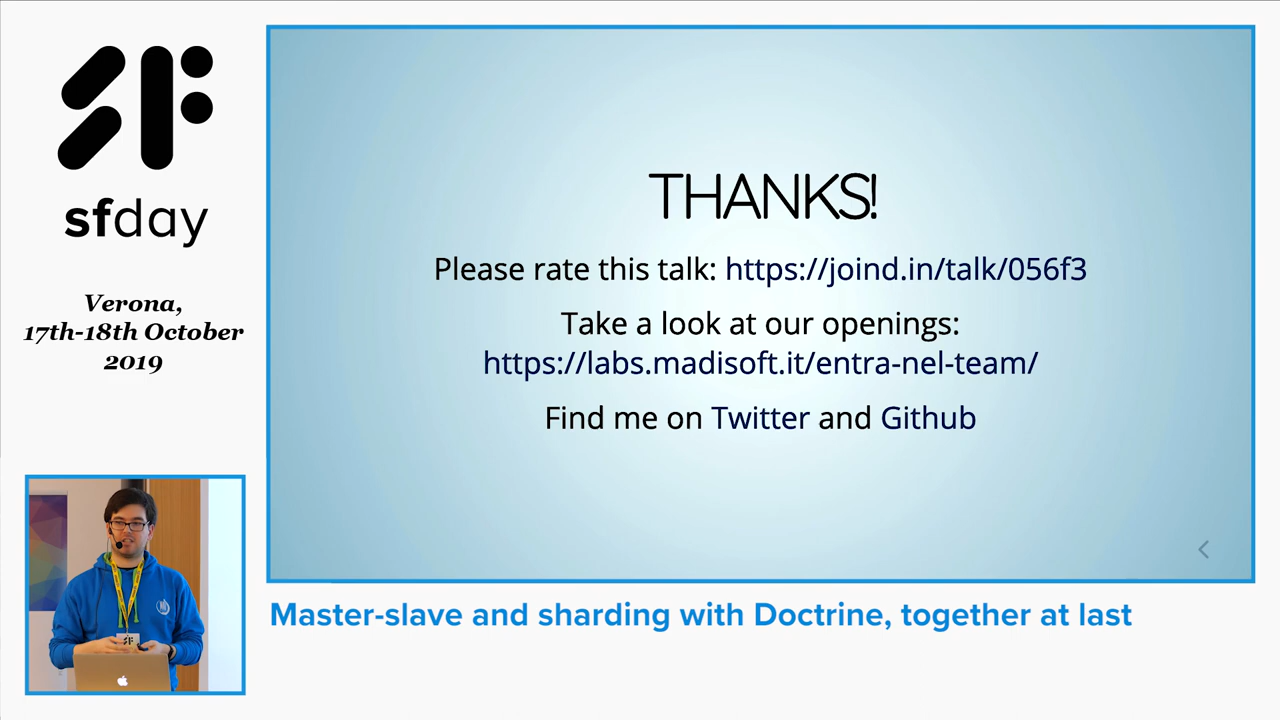 SF
sfday
Verona,
17th-18th October
2019
THANKS!
Please rate this talk: https://joind.in/talk/056f3
Take a look at our openings:
https://labs.madisoft.it/entra-nel-team/
Find me on Twitter and Github
Master-slave and sharding with Doctrine, together at last
SF